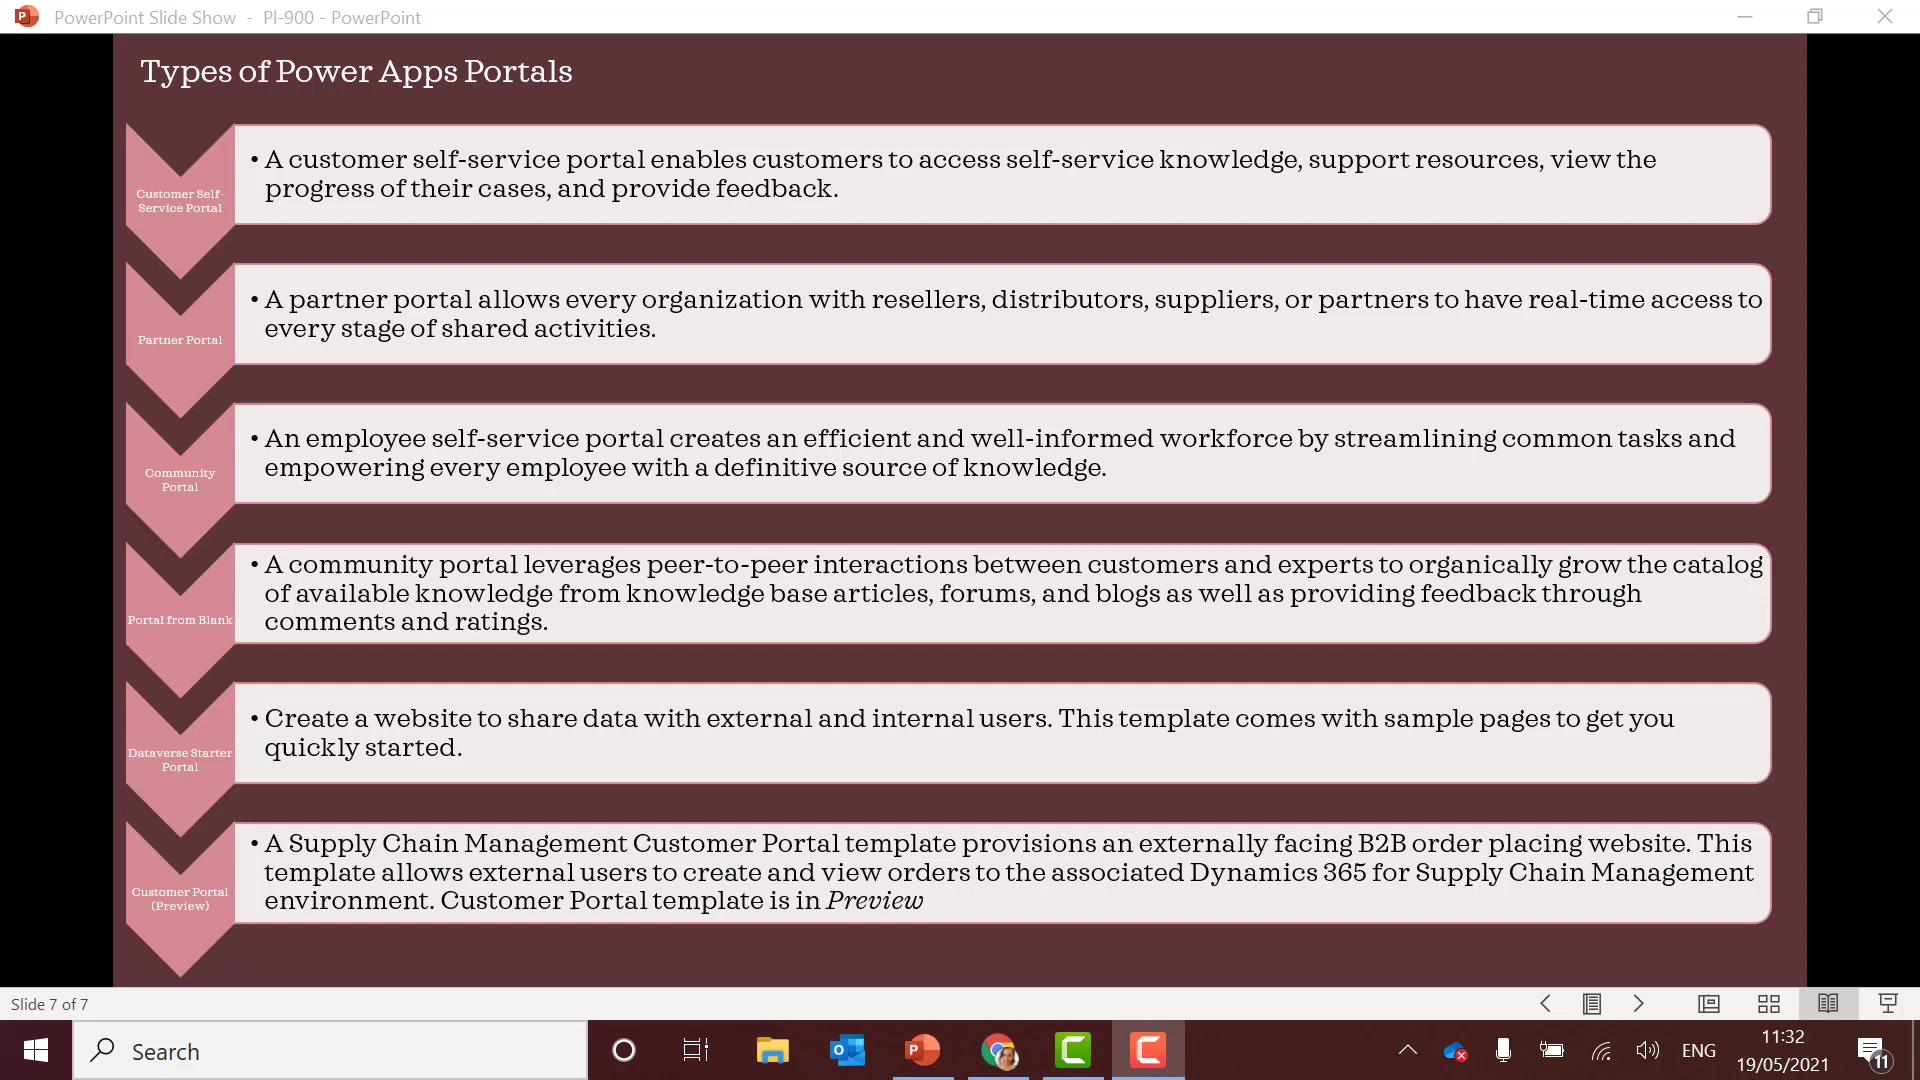 PowerPoint Slide Show - Pl-900 - PowerPoint
Types of Power Apps Portals
Customer Self-
Service Portal
• A customer self-service portal enables customers to access self-service knowledge, support resources, view the
progress of their cases, and provide feedback.
Partner Portal
• A partner portal allows every organization with resellers, distributors, suppliers, or partners to have real-time access to
every stage of shared activities.
Community
Portal
• An employee self-service portal creates an efficient and well-informed workforce by streamlining common tasks and
empowering every employee with a definitive source of knowledge.
Portal from Blank
• A community portal leverages peer-to-peer interactions between customers and experts to organically grow the catalog
of available knowledge from knowledge base articles, forums, and blogs as well as providing feedback through
comments and ratings.
Dataverse Starter
Portal
• Create a website to share data with external and internal users. This template comes with sample pages to get you
quickly started.
Customer Portal
(Preview)
• A Supply Chain Management Customer Portal template provisions an externally facing B2B order placing website. This
template allows external users to create and view orders to the associated Dynamics 365 for Supply Chain Management
environment. Customer Portal template is in Preview
Slide 7 of 7
Search
ENG
11:32
19/05/2021
11